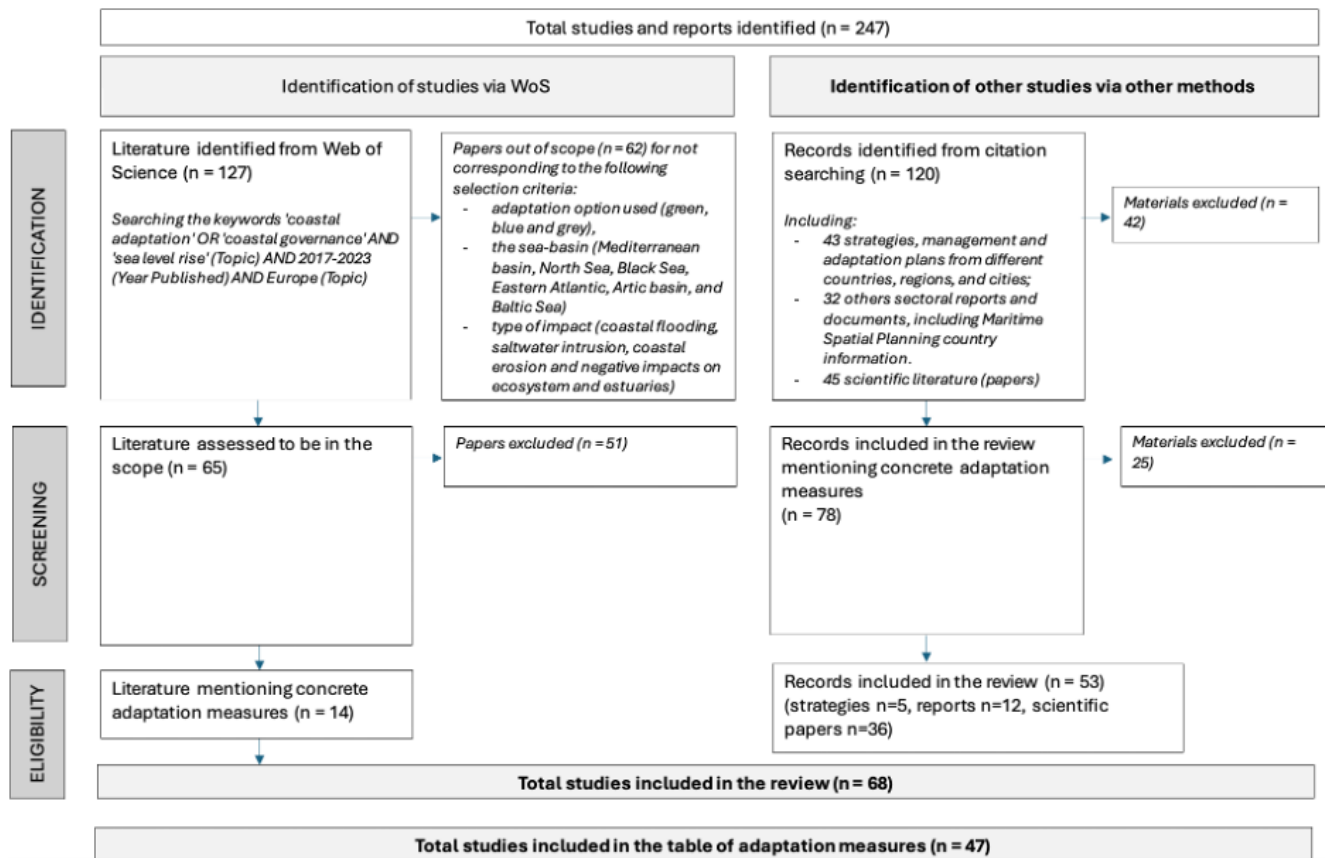 Total studies and reports identified (n = 247)
Identification of studies via WoS
Identification of other studies via other methods
IDENTIFICATION
Literature identified from Web of
Science (n = 127)
Searching the keywords 'coastal
adaptation' OR 'coastal governance' AND
'sea level rise' (Topic) AND 2017-2023
(Year Published) AND Europe (Topic)
Papers out of scope (n = 62) for not
corresponding to the following
selection criteria:
- adaptation option used (green,
blue and grey),
- the sea-basin (Mediterranean
basin, North Sea, Black Sea,
Eastern Atlantic, Artic basin, and
Baltic Sea)
- type of impact (coastal flooding,
saltwater intrusion, coastal
erosion and negative impacts on
ecosystem and estuaries)
Records identified from citation
searching (n = 120)
Including:
- 43 strategies, management and
adaptation plans from different
countries, regions, and cities;
- 32 others sectoral reports and
documents, including Maritime
Spatial Planning country
information.
- 45 scientific literature (papers)
Materials excluded (n =
42)
SCREENING
Literature assessed to be in the
scope (n = 65)
Papers excluded (n = 51)
Records included in the review
mentioning concrete adaptation
measures
(n = 78)
Materials excluded (n =
25)
ELIGIBILITY
Literature mentioning concrete
adaptation measures (n = 14)
Records included in the review (n = 53)
(strategies n=5, reports n=12, scientific
papers n=36)
Total studies included in the review (n = 68)
Total studies included in the table of adaptation measures (n = 47)